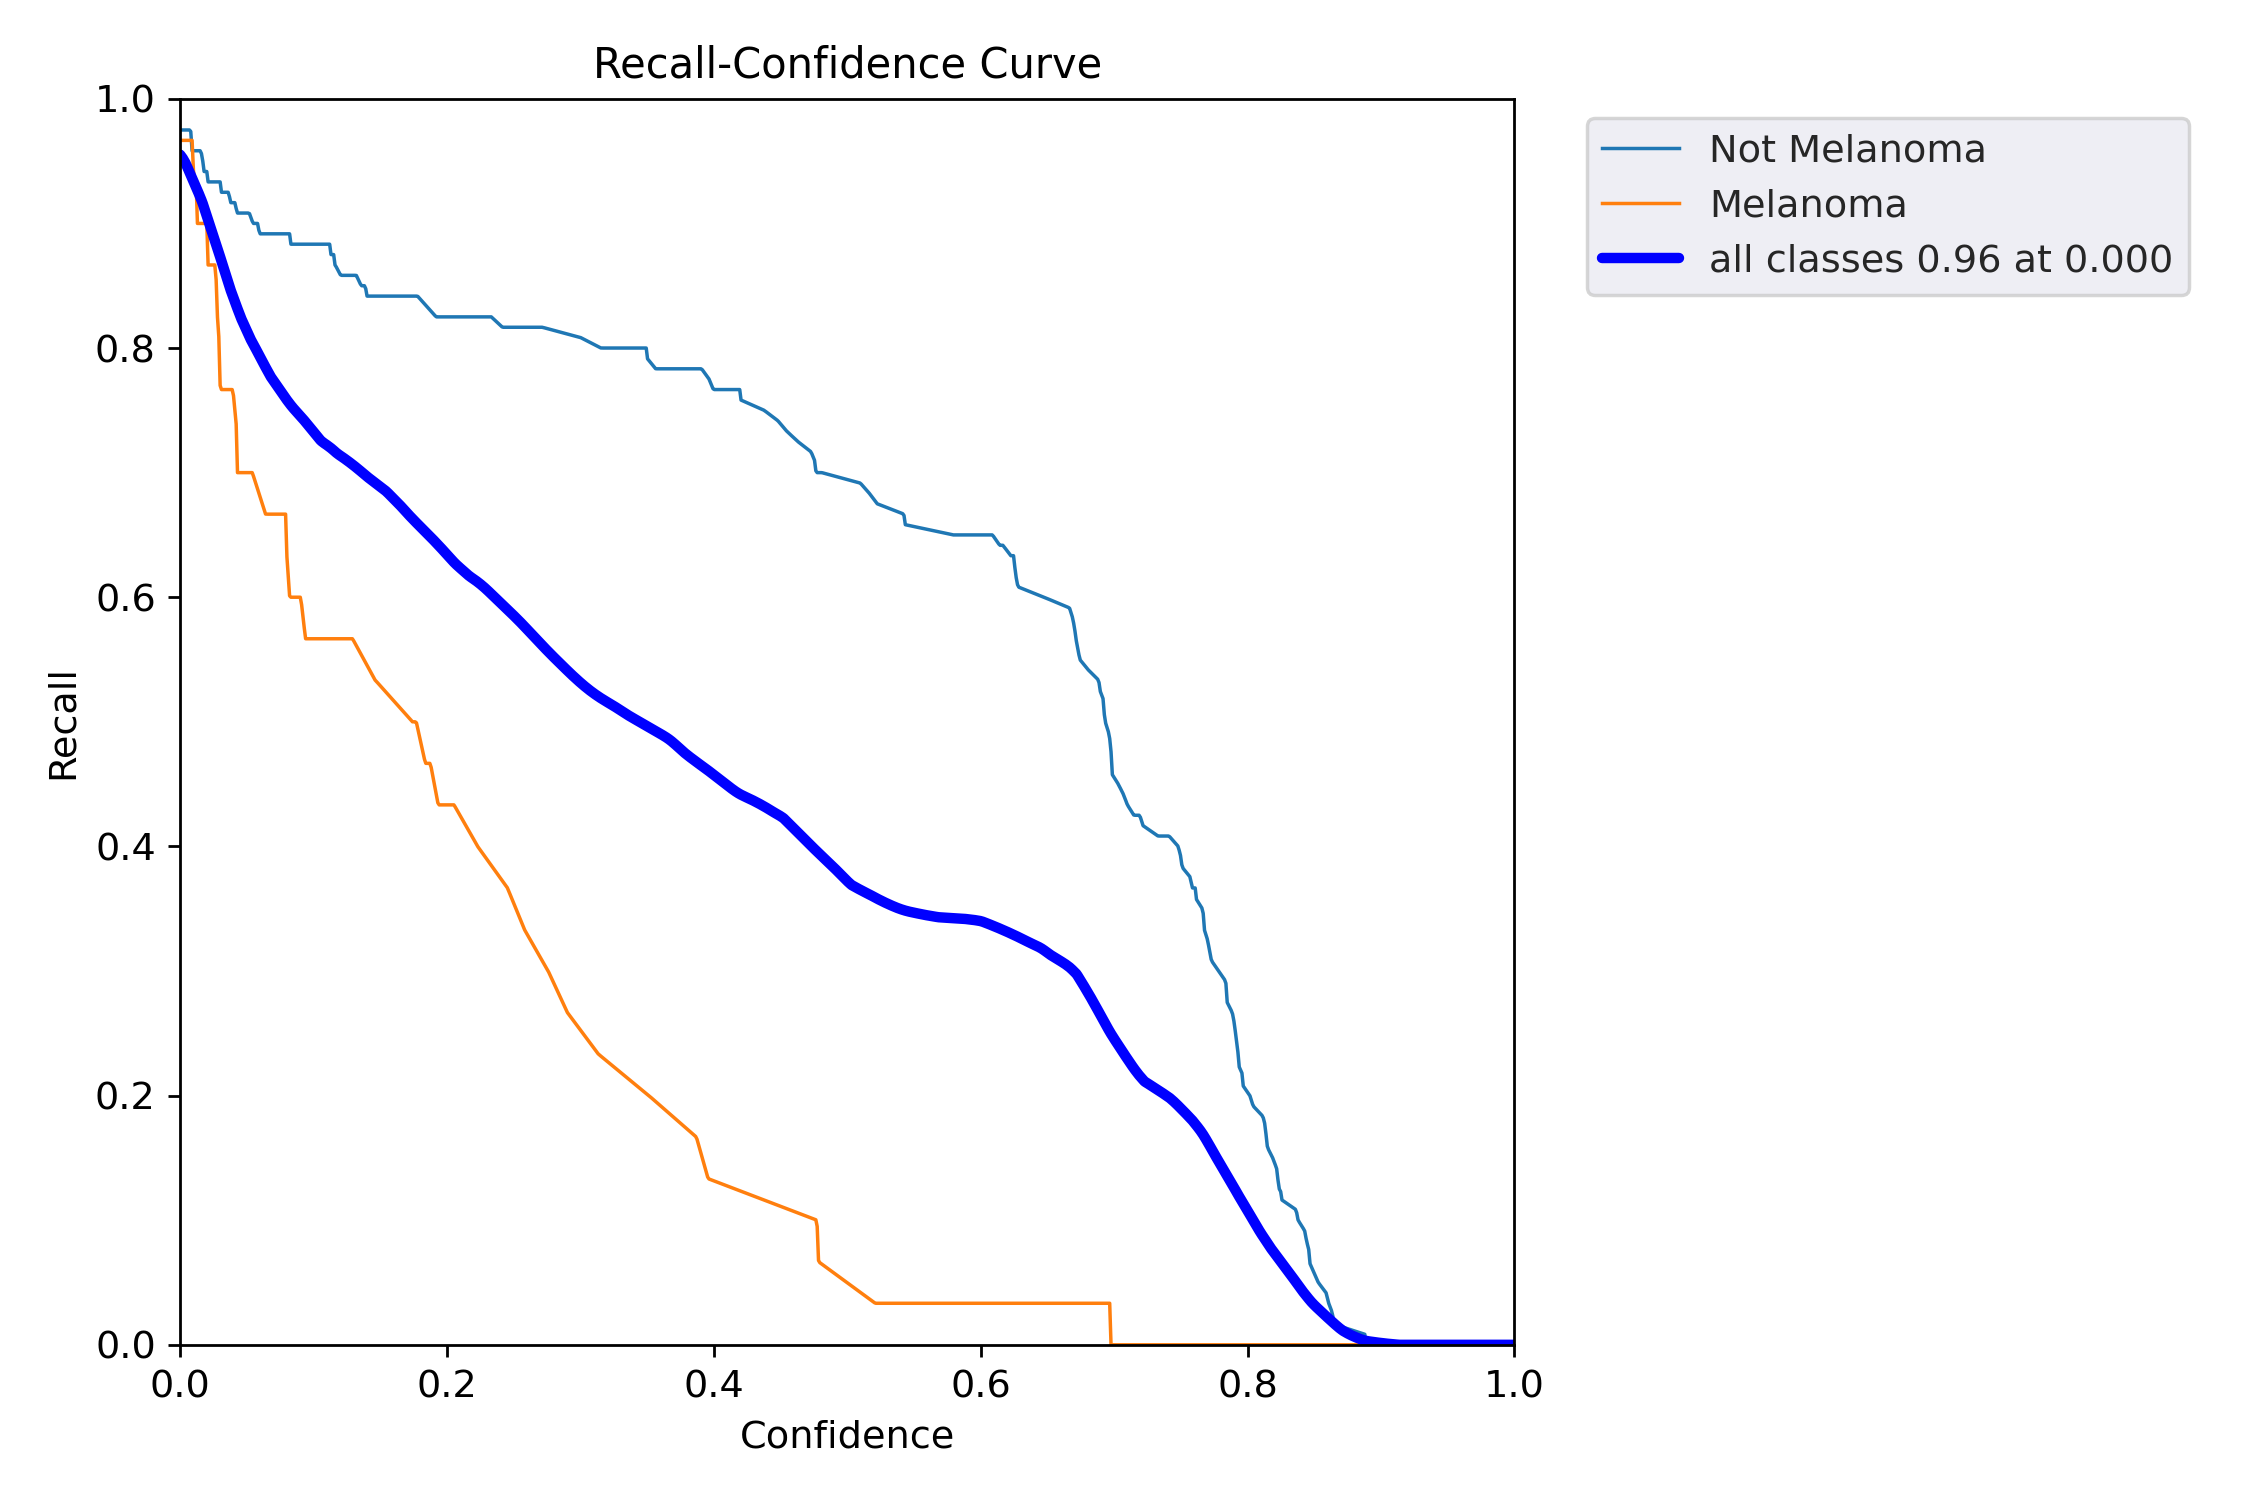 Recall-Confidence Curve
1.0
0.8
0.6
0.4
0.2
0.0
Recall
0.0 0.2 0.4 0.6 0.8 1.0
Confidence
Not Melanoma
Melanoma
all classes 0.96 at 0.000